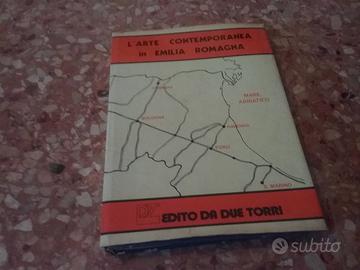 L'ARTE CONTEMPORANEA
in EMILIA ROMAGNA
MARE
ADRIATICO
BOLOGNA
RAVENNA
FORLI
S. MARINO
EDITO DA DUE TORRI
subito